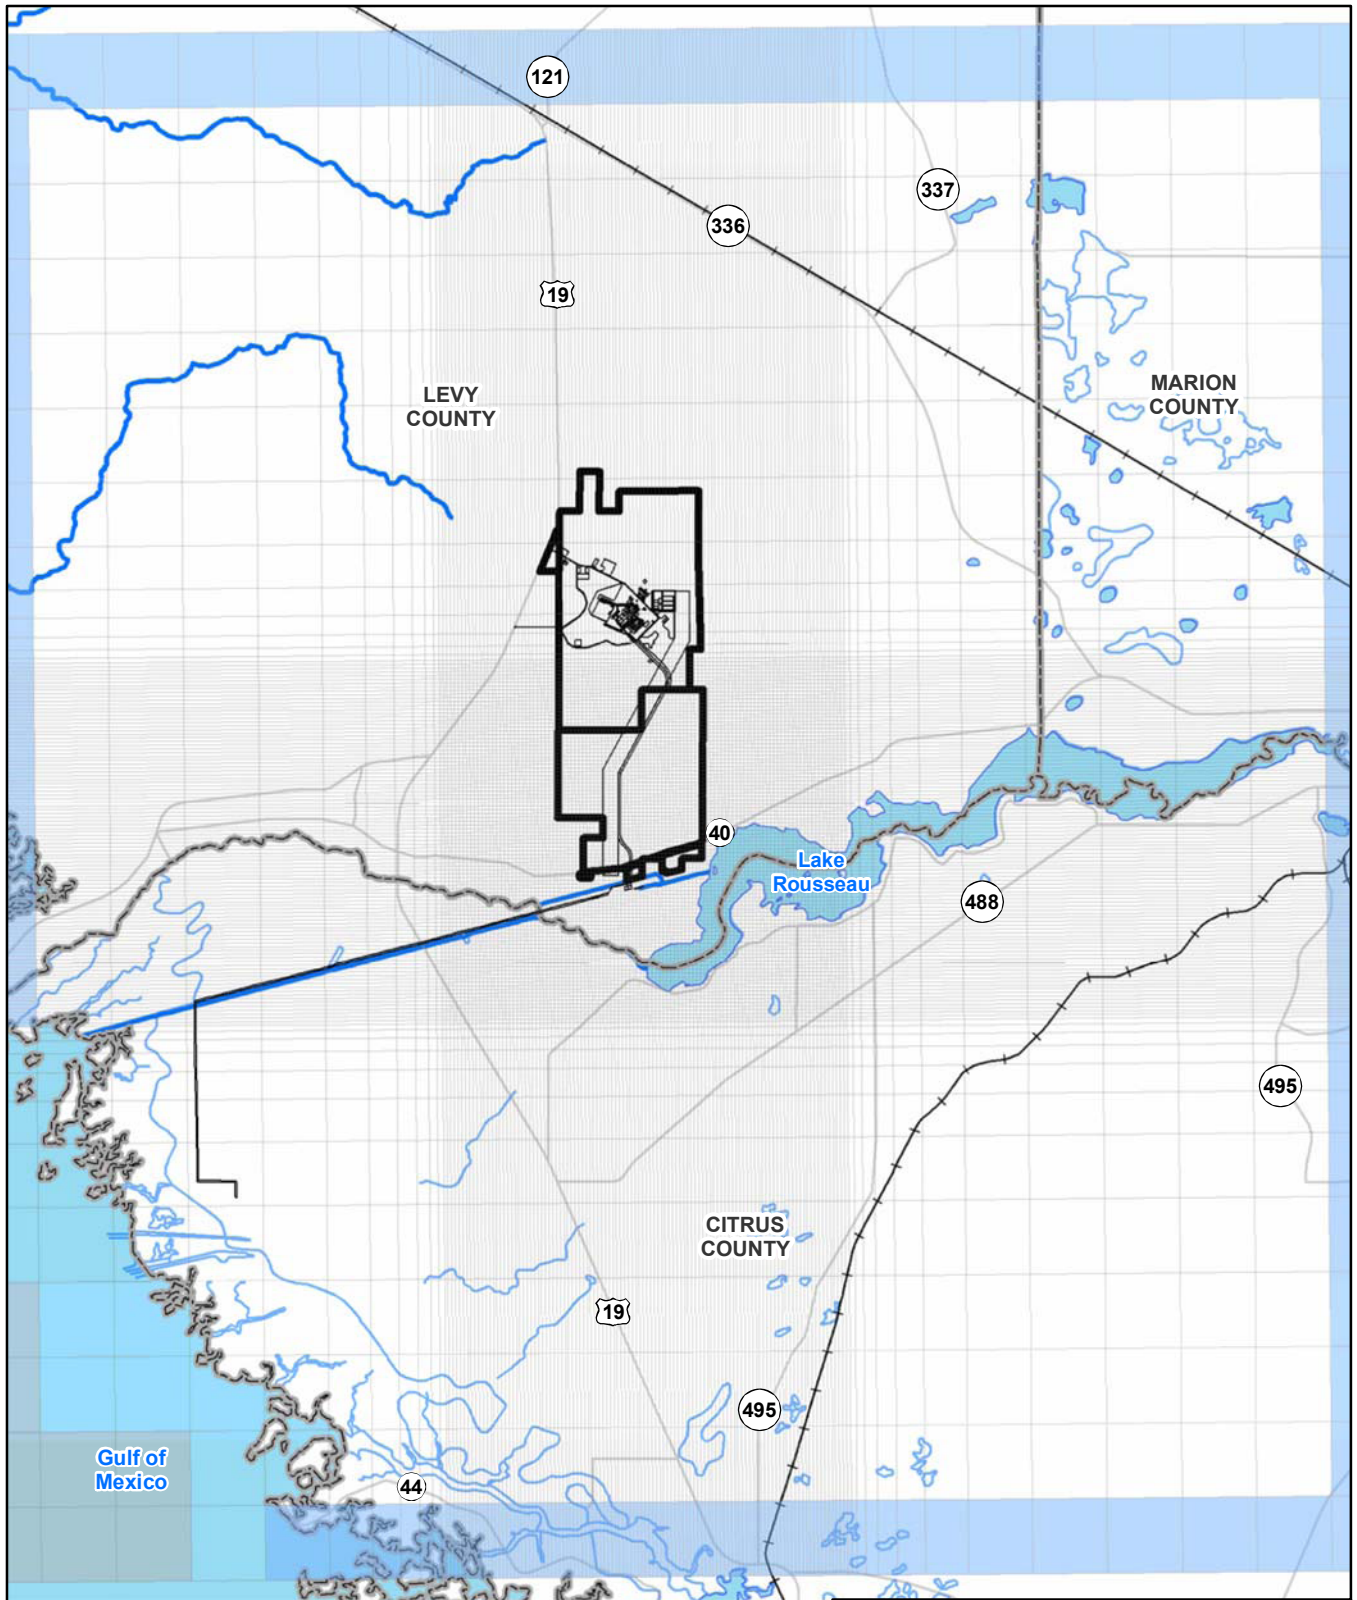 121
337
336
19
MARION
COUNTY
LEVY
COUNTY
40
Lake
Rousseau
488
495
CITRUS
COUNTY
19
495
Gulf of
Mexico
44